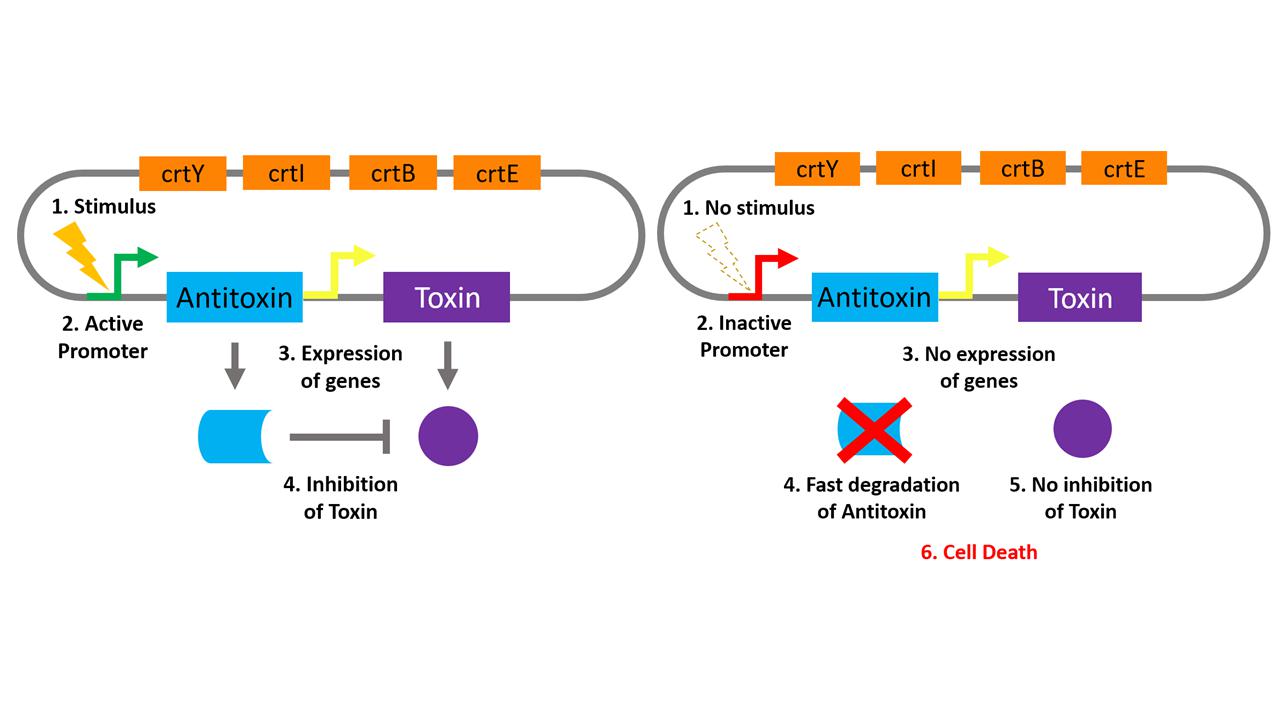 crtY
crtI
crtB
crtE
1. Stimulus
Antitoxin
Toxin
2. Active
Promoter
3. Expression
of genes
4. Inhibition
of Toxin
crtY
crtI
crtB
crtE
1. No stimulus
Antitoxin
Toxin
2. Inactive
Promoter
3. No expression
of genes
4. Fast degradation
of Antitoxin
5. No inhibition
of Toxin
6. Cell Death